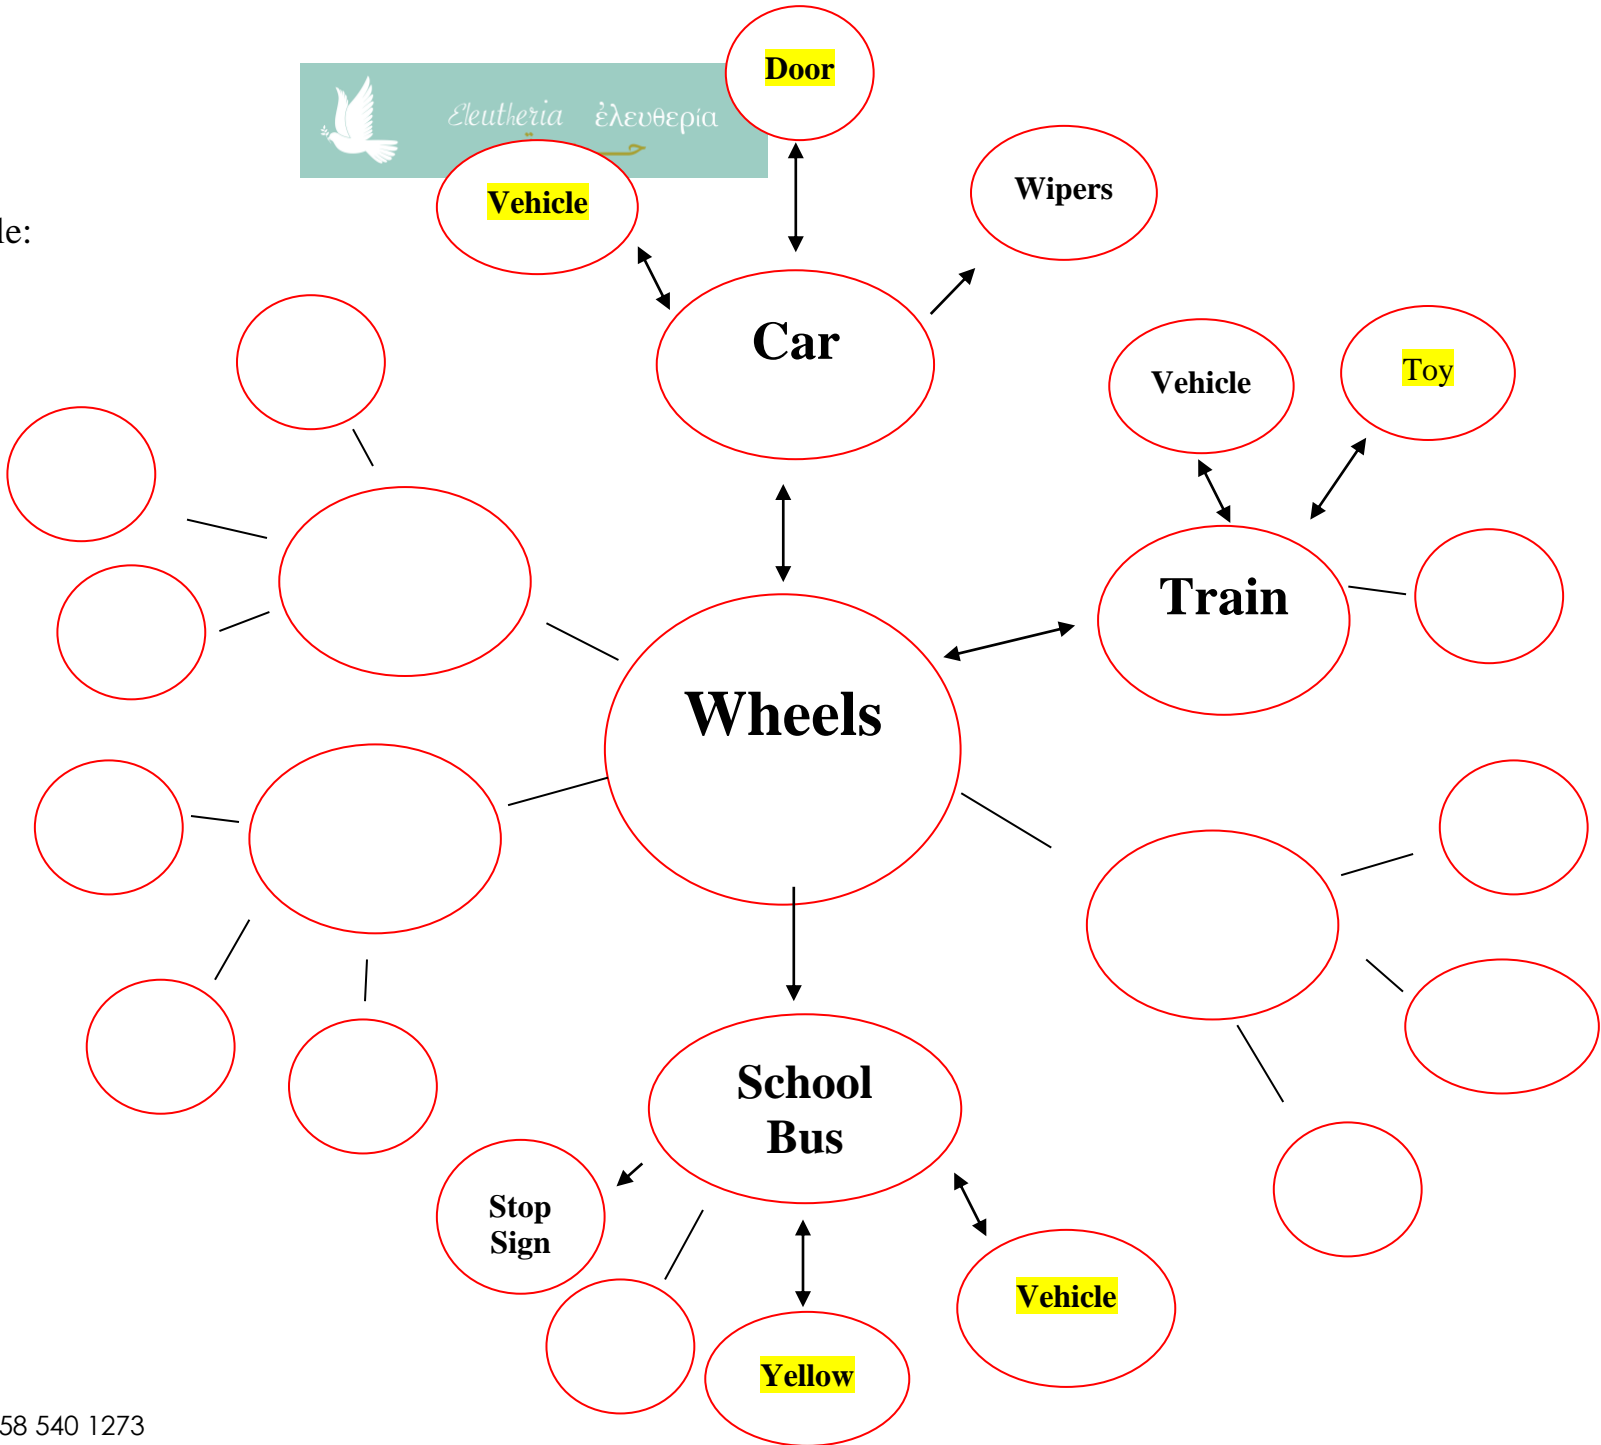 Door
Eleutheria ἐλευθερία
Vehicle
Wipers
le:
Car
Vehicle
Toy
Train
Wheels
School
Bus
Stop
Sign
Vehicle
Yellow
58 540 1273